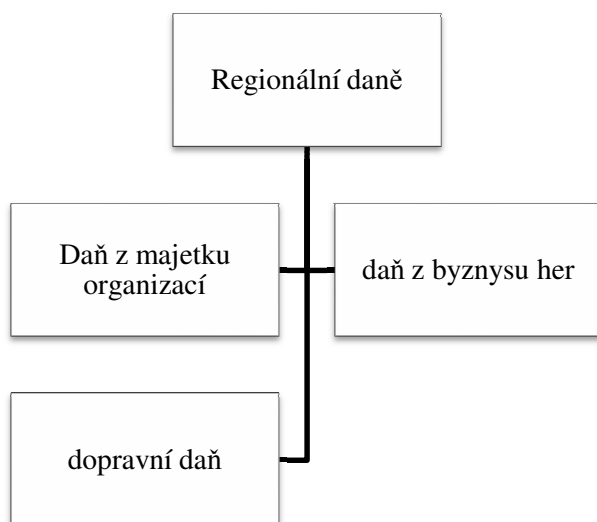 Regionální daně
Daň z majetku
organizací
daň z byznysu her
dopravní daň